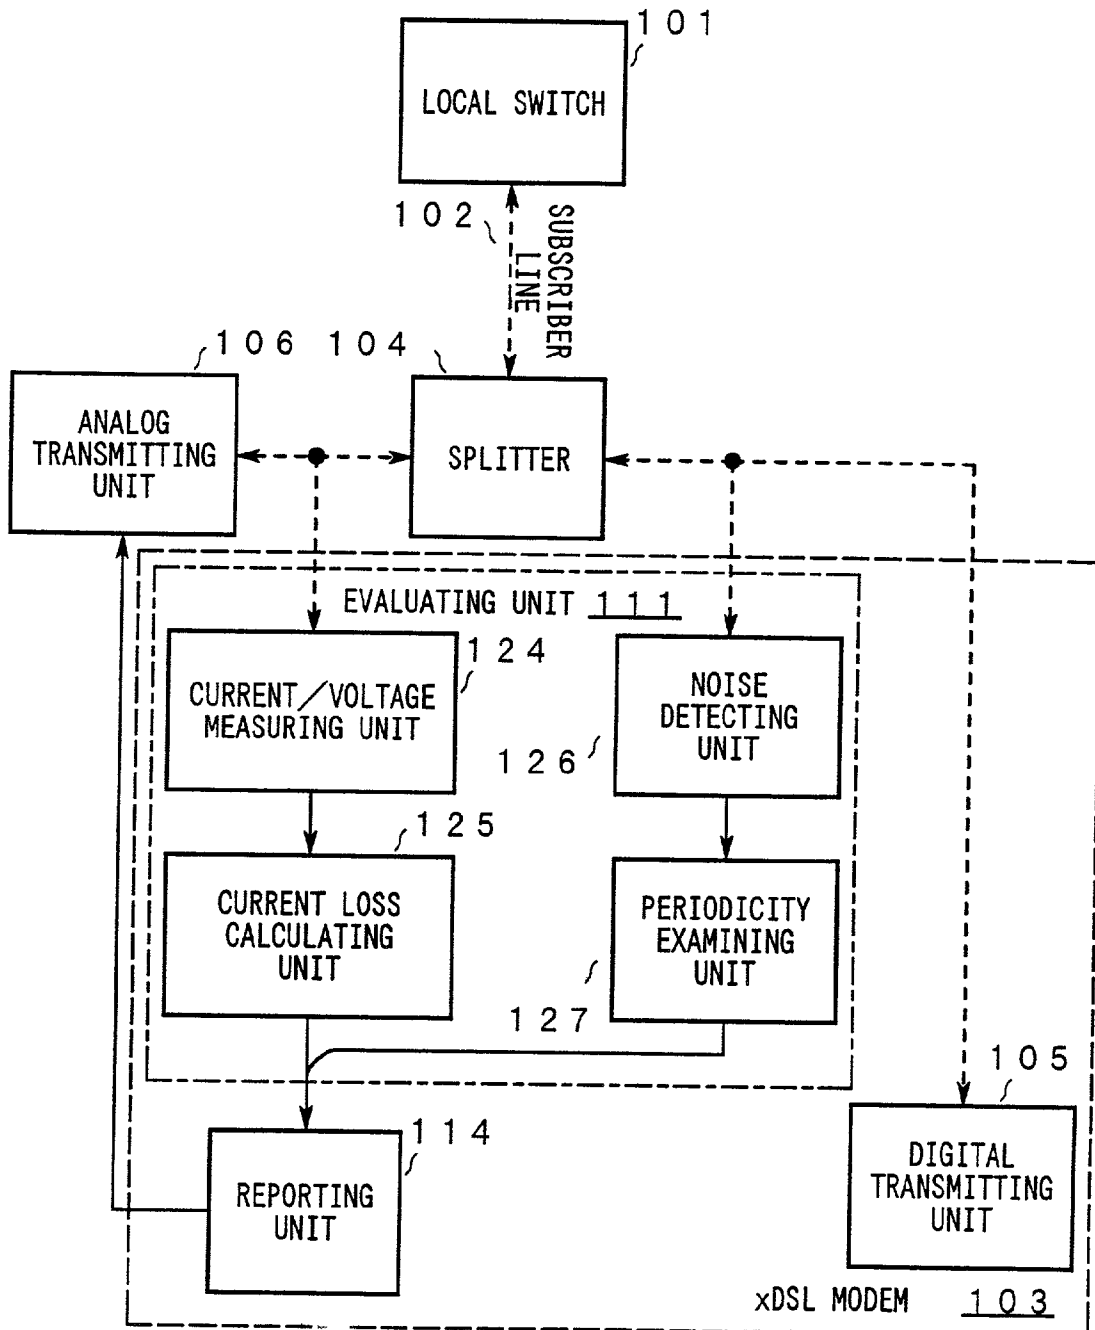 101
LOCAL SWITCH
102
SUBSCRIBER
LINE
106
104
ANALOG
TRANSMITTING
UNIT
SPLITTER
EVALUATING UNIT 111
124
CURRENT/VOLTAGE
MEASURING UNIT
NOISE
DETECTING
UNIT
126
125
CURRENT LOSS
CALCULATING
UNIT
PERIODICITY
EXAMINING
UNIT
127
105
114
REPORTING
UNIT
DIGITAL
TRANSMITTING
UNIT
xDSL MODEM 103